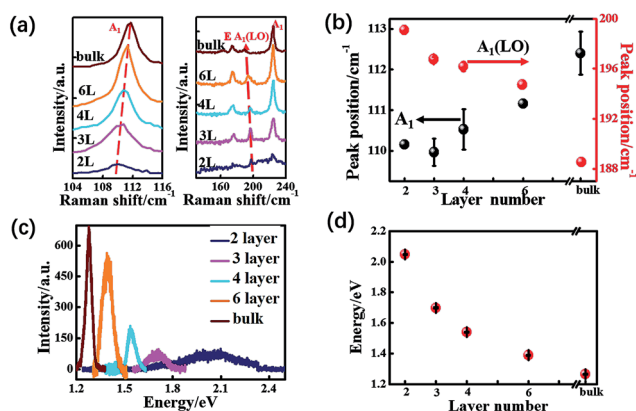 (a)
A₁
bulk
6L
4L
3L
2L
Intensity/a.u.
104 108 112 116
Raman shift/cm⁻¹
E A₁(LO) A₁
bulk
6L
4L
3L
2L
Intensity/a.u.
160 200 240
Raman shift/cm⁻¹
(b)
113
112
111
110
Peak position/cm⁻¹
A₁(LO)
A₁
200
196
192
188
Peak position/cm⁻¹
2 3 4 6 bulk
Layer number
(c)
600
450
300
150
0
Intensity/a.u.
2 layer
3 layer
4 layer
6 layer
bulk
1.2 1.5 1.8 2.1 2.4
Energy/eV
(d)
2.2
2.0
1.8
1.6
1.4
1.2
Energy/eV
2 3 4 6 bulk
Layer number